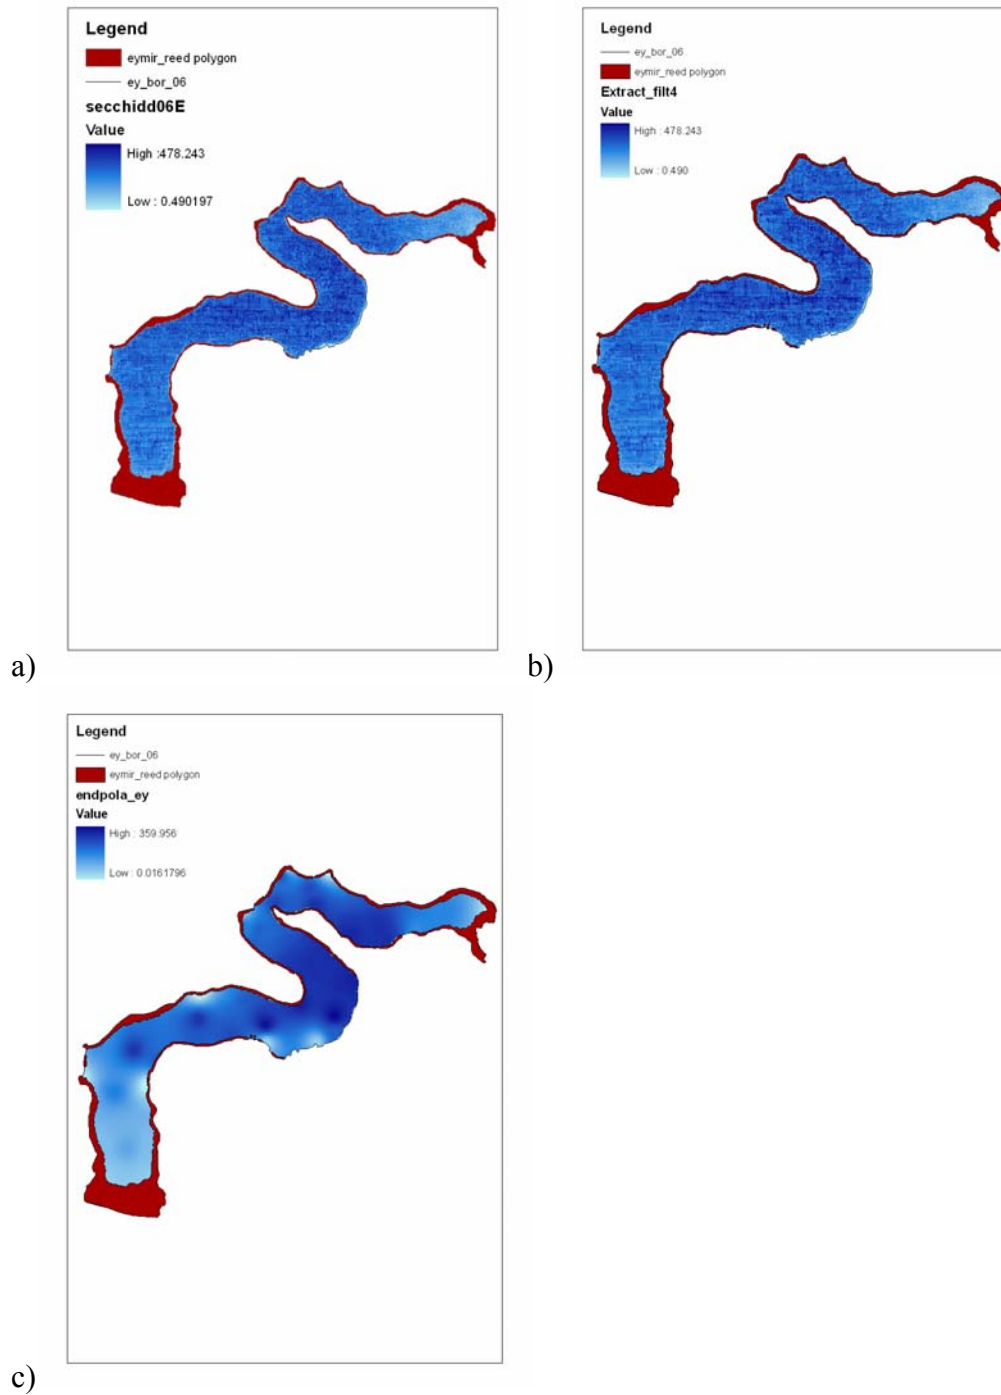 Legend
eymir_reed polygon
ey_bor_06
secchidd06E
Value
High :478.243
Low : 0.490197
a)
Legend
ey_bor_06
eymir_reed polygon
Extract_filt4
Value
High : 478.243
Low : 0.490
b)
Legend
ey_bor_06
eymir_reed polygon
endpola_ey
Value
High : 359.956
Low : 0.0161796
c)